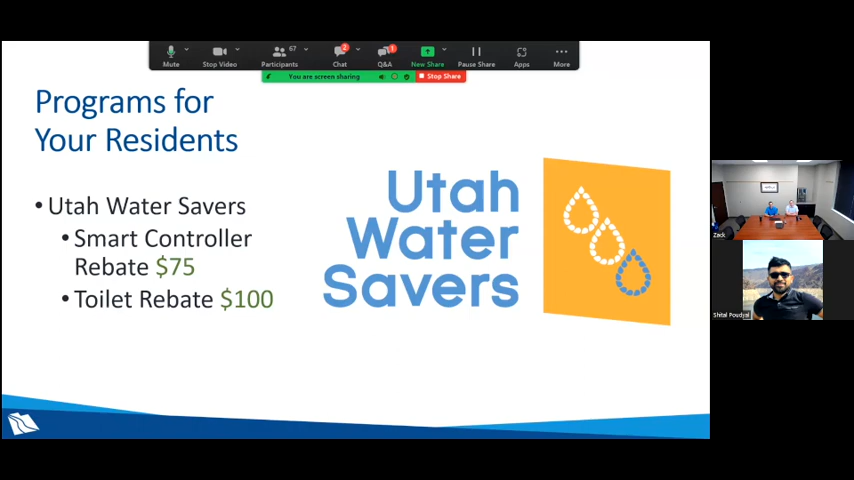 67
2
1
Mute
Stop Video
Participants
Chat
Q&A
New Share
Pause Share
Apps
More
You are screen sharing
Stop Share
Programs for
Your Residents
• Utah Water Savers
• Smart Controller
Rebate $75
• Toilet Rebate $100
Utah
Water
Savers
Zack
Shital Poudyal